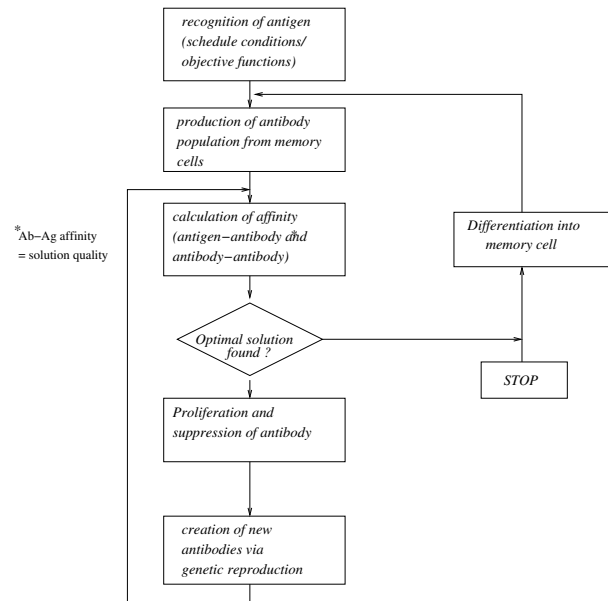 recognition of antigen
(schedule conditions/
objective functions)
production of antibody
population from memory
cells
*Ab−Ag affinity
= solution quality
calculation of affinity
(antigen−antibody and*
antibody−antibody)
Differentiation into
memory cell
Optimal solution
found ?
STOP
Proliferation and
suppression of antibody
creation of new
antibodies via
genetic reproduction